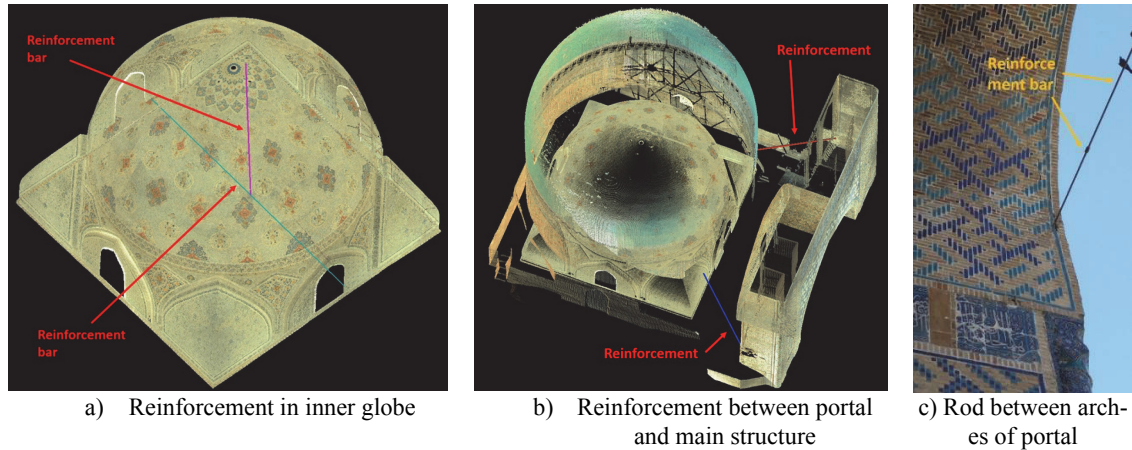 Reinforcement
bar
Reinforcement
bar
Reinforcement
Reinforcement
Reinforce
ment bar
a) Reinforcement in inner globe
b) Reinforcement between portal
and main structure
c) Rod between arch-
es of portal